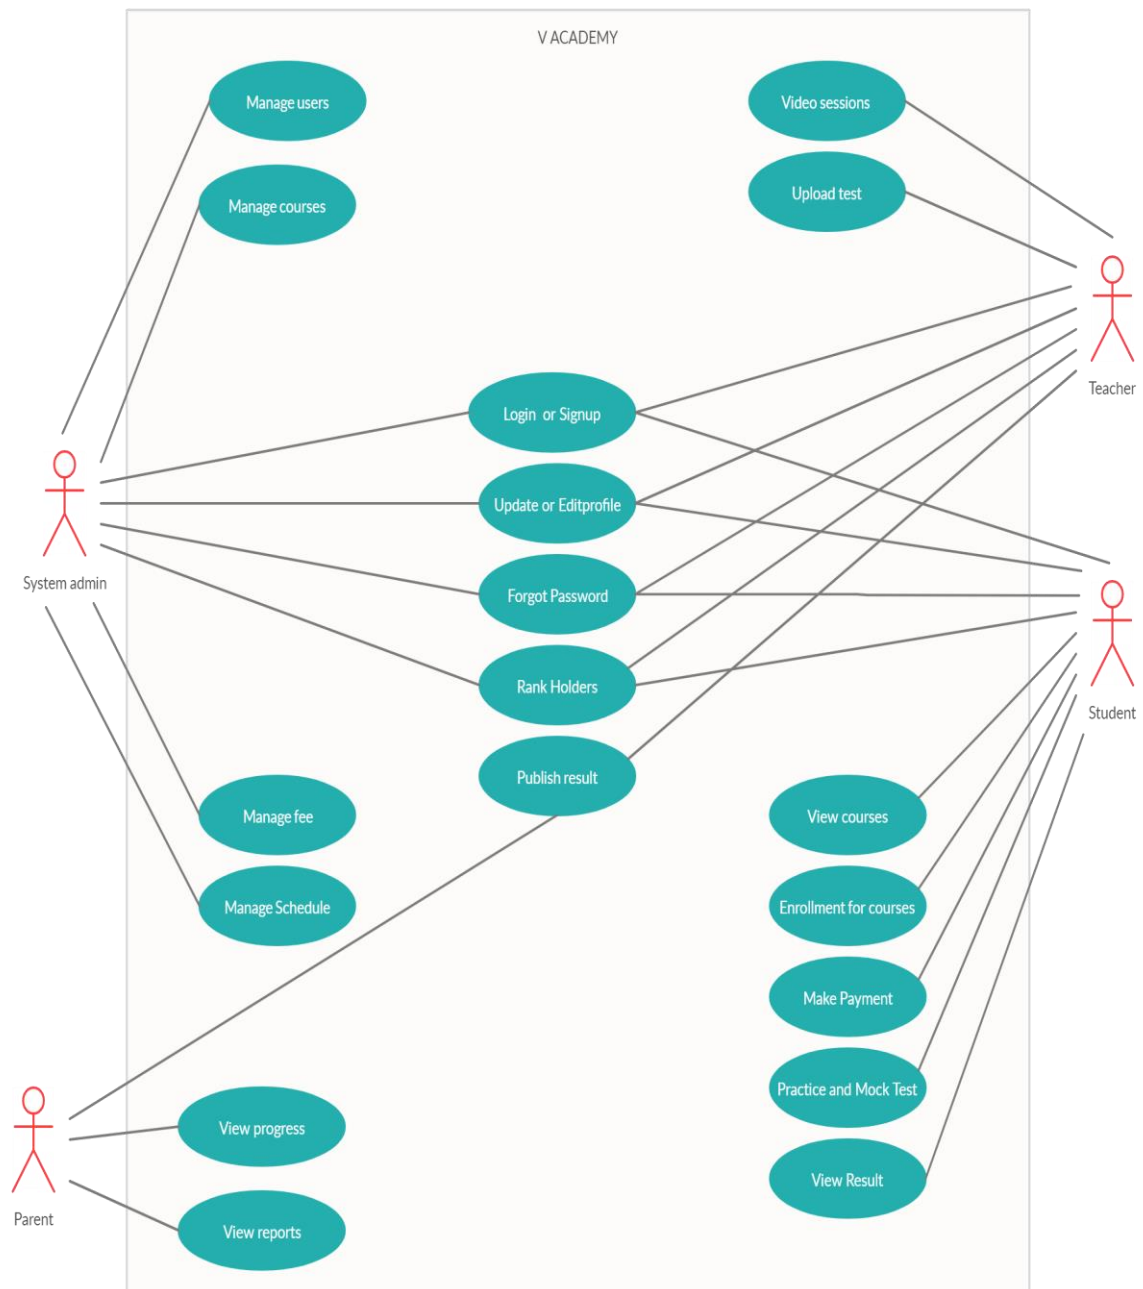 V ACADEMY
Manage users
Video sessions
Manage courses
Upload test
Teacher
Login  or Signup
Update or Editprofile
System admin
Forgot Password
Rank Holders
Student
Publish result
Manage fee
View courses
Manage Schedule
Enrollment for courses
Make Payment
Practice and Mock Test
View progress
View Result
Parent
View reports